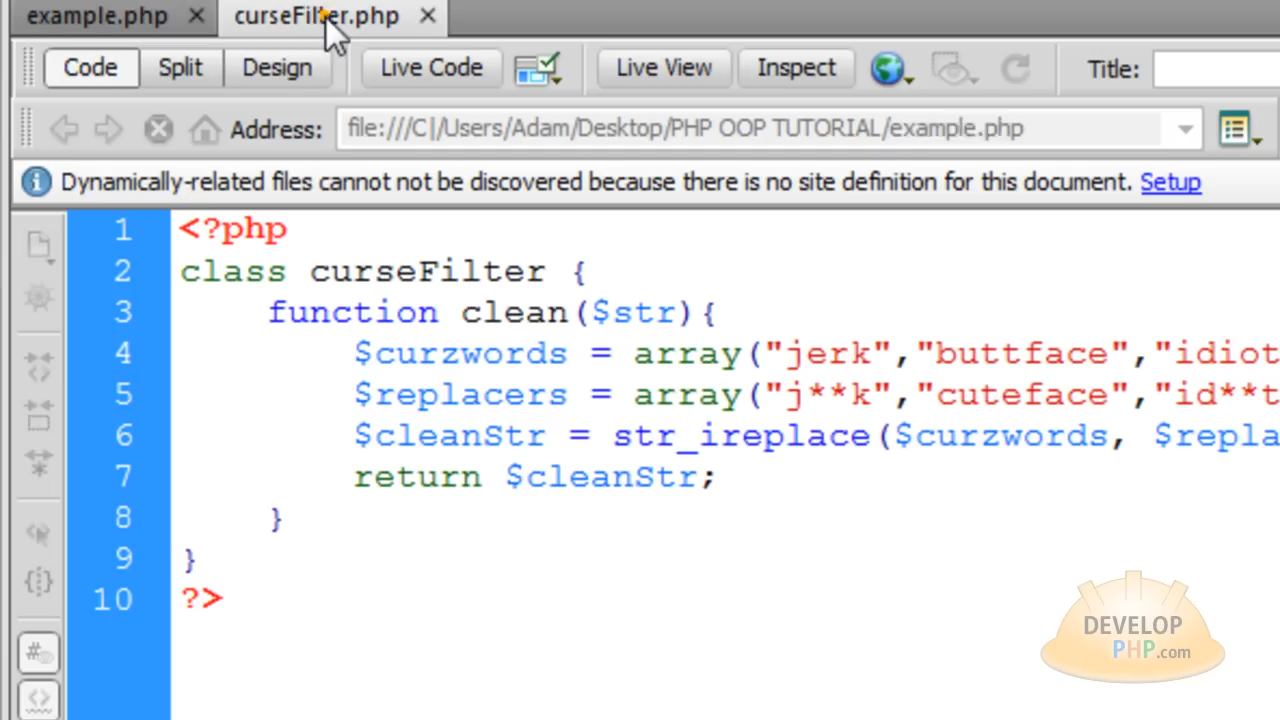 example.php curseFilter.php
Code Split Design Live Code Live View Inspect Title:
Address: file:///C|/Users/Adam/Desktop/PHP OOP TUTORIAL/example.php
Dynamically-related files cannot not be discovered because there is no site definition for this document. Setup
1 <?php
2 class curseFilter {
3 function clean($str){
4 $curzwords = array("jerk","buttface","idiot
5 $replacers = array("j**k","cuteface","id**t
6 $cleanStr = str_ireplace($curzwords, $repla
7 return $cleanStr;
8 }
9 }
10 ?>
DEVELOP
PHP.com